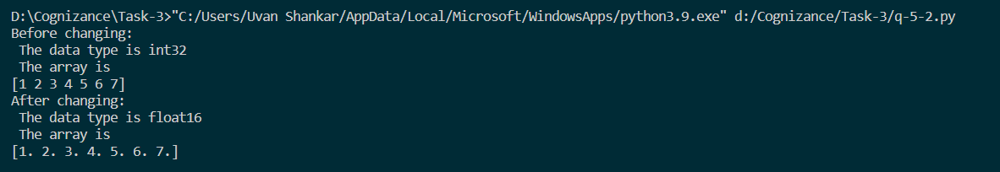 D:\Cognizance\Task-3>"C:/Users/Uvan Shankar/AppData/Local/Microsoft/WindowsApps/python3.9.exe" d:/Cognizance/Task-3/q-5-2.py
Before changing:
 The data type is int32
 The array is
[1 2 3 4 5 6 7]
After changing:
 The data type is float16
 The array is
[1. 2. 3. 4. 5. 6. 7.]